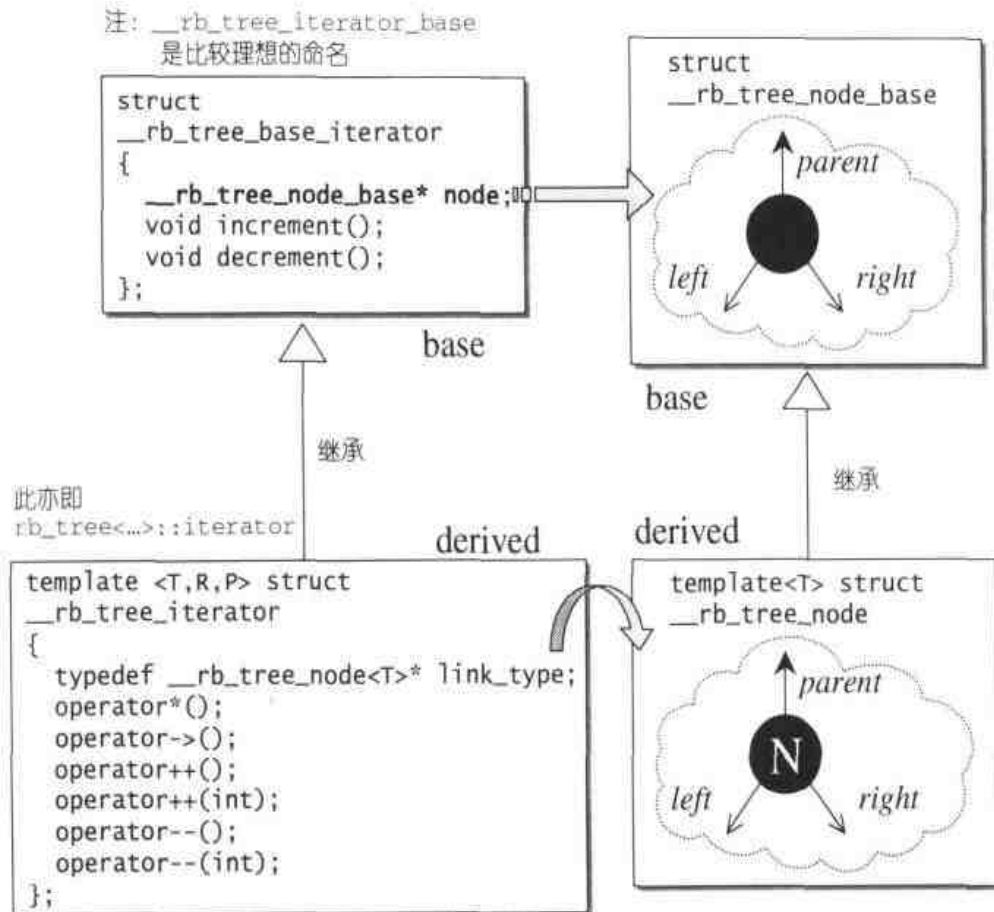 注: __rb_tree_iterator_base
是比较理想的命名
struct
__rb_tree_base_iterator
{
__rb_tree_node_base* node;
void increment();
void decrement();
};
base
struct
__rb_tree_node_base
parent
left
right
base
继承
继承
此亦即
rb_tree<…>::iterator
derived
template <T,R,P> struct
__rb_tree_iterator
{
typedef __rb_tree_node<T>* link_type;
operator*();
operator->();
operator++();
operator++(int);
operator--();
operator--(int);
};
derived
template<T> struct
__rb_tree_node
parent
N
left
right